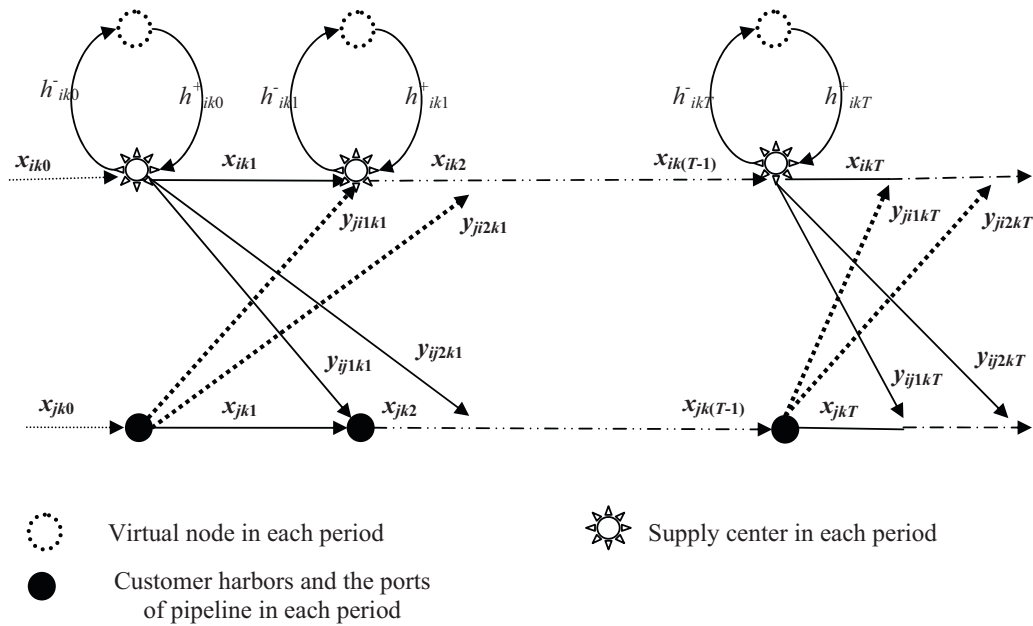 h⁻ik0 h⁺ik0 h⁻ik1 h⁺ik1 h⁻ikT h⁺ikT
xik0 xik1 xik2 xik(T-1) xikT
yji1k1 yji2k1 yji1kT yji2kT
yij1k1 yij2k1 yij1kT yij2kT
xjk0 xjk1 xjk2 xjk(T-1) xjkT
Virtual node in each period
Supply center in each period
Customer harbors and the ports
of pipeline in each period